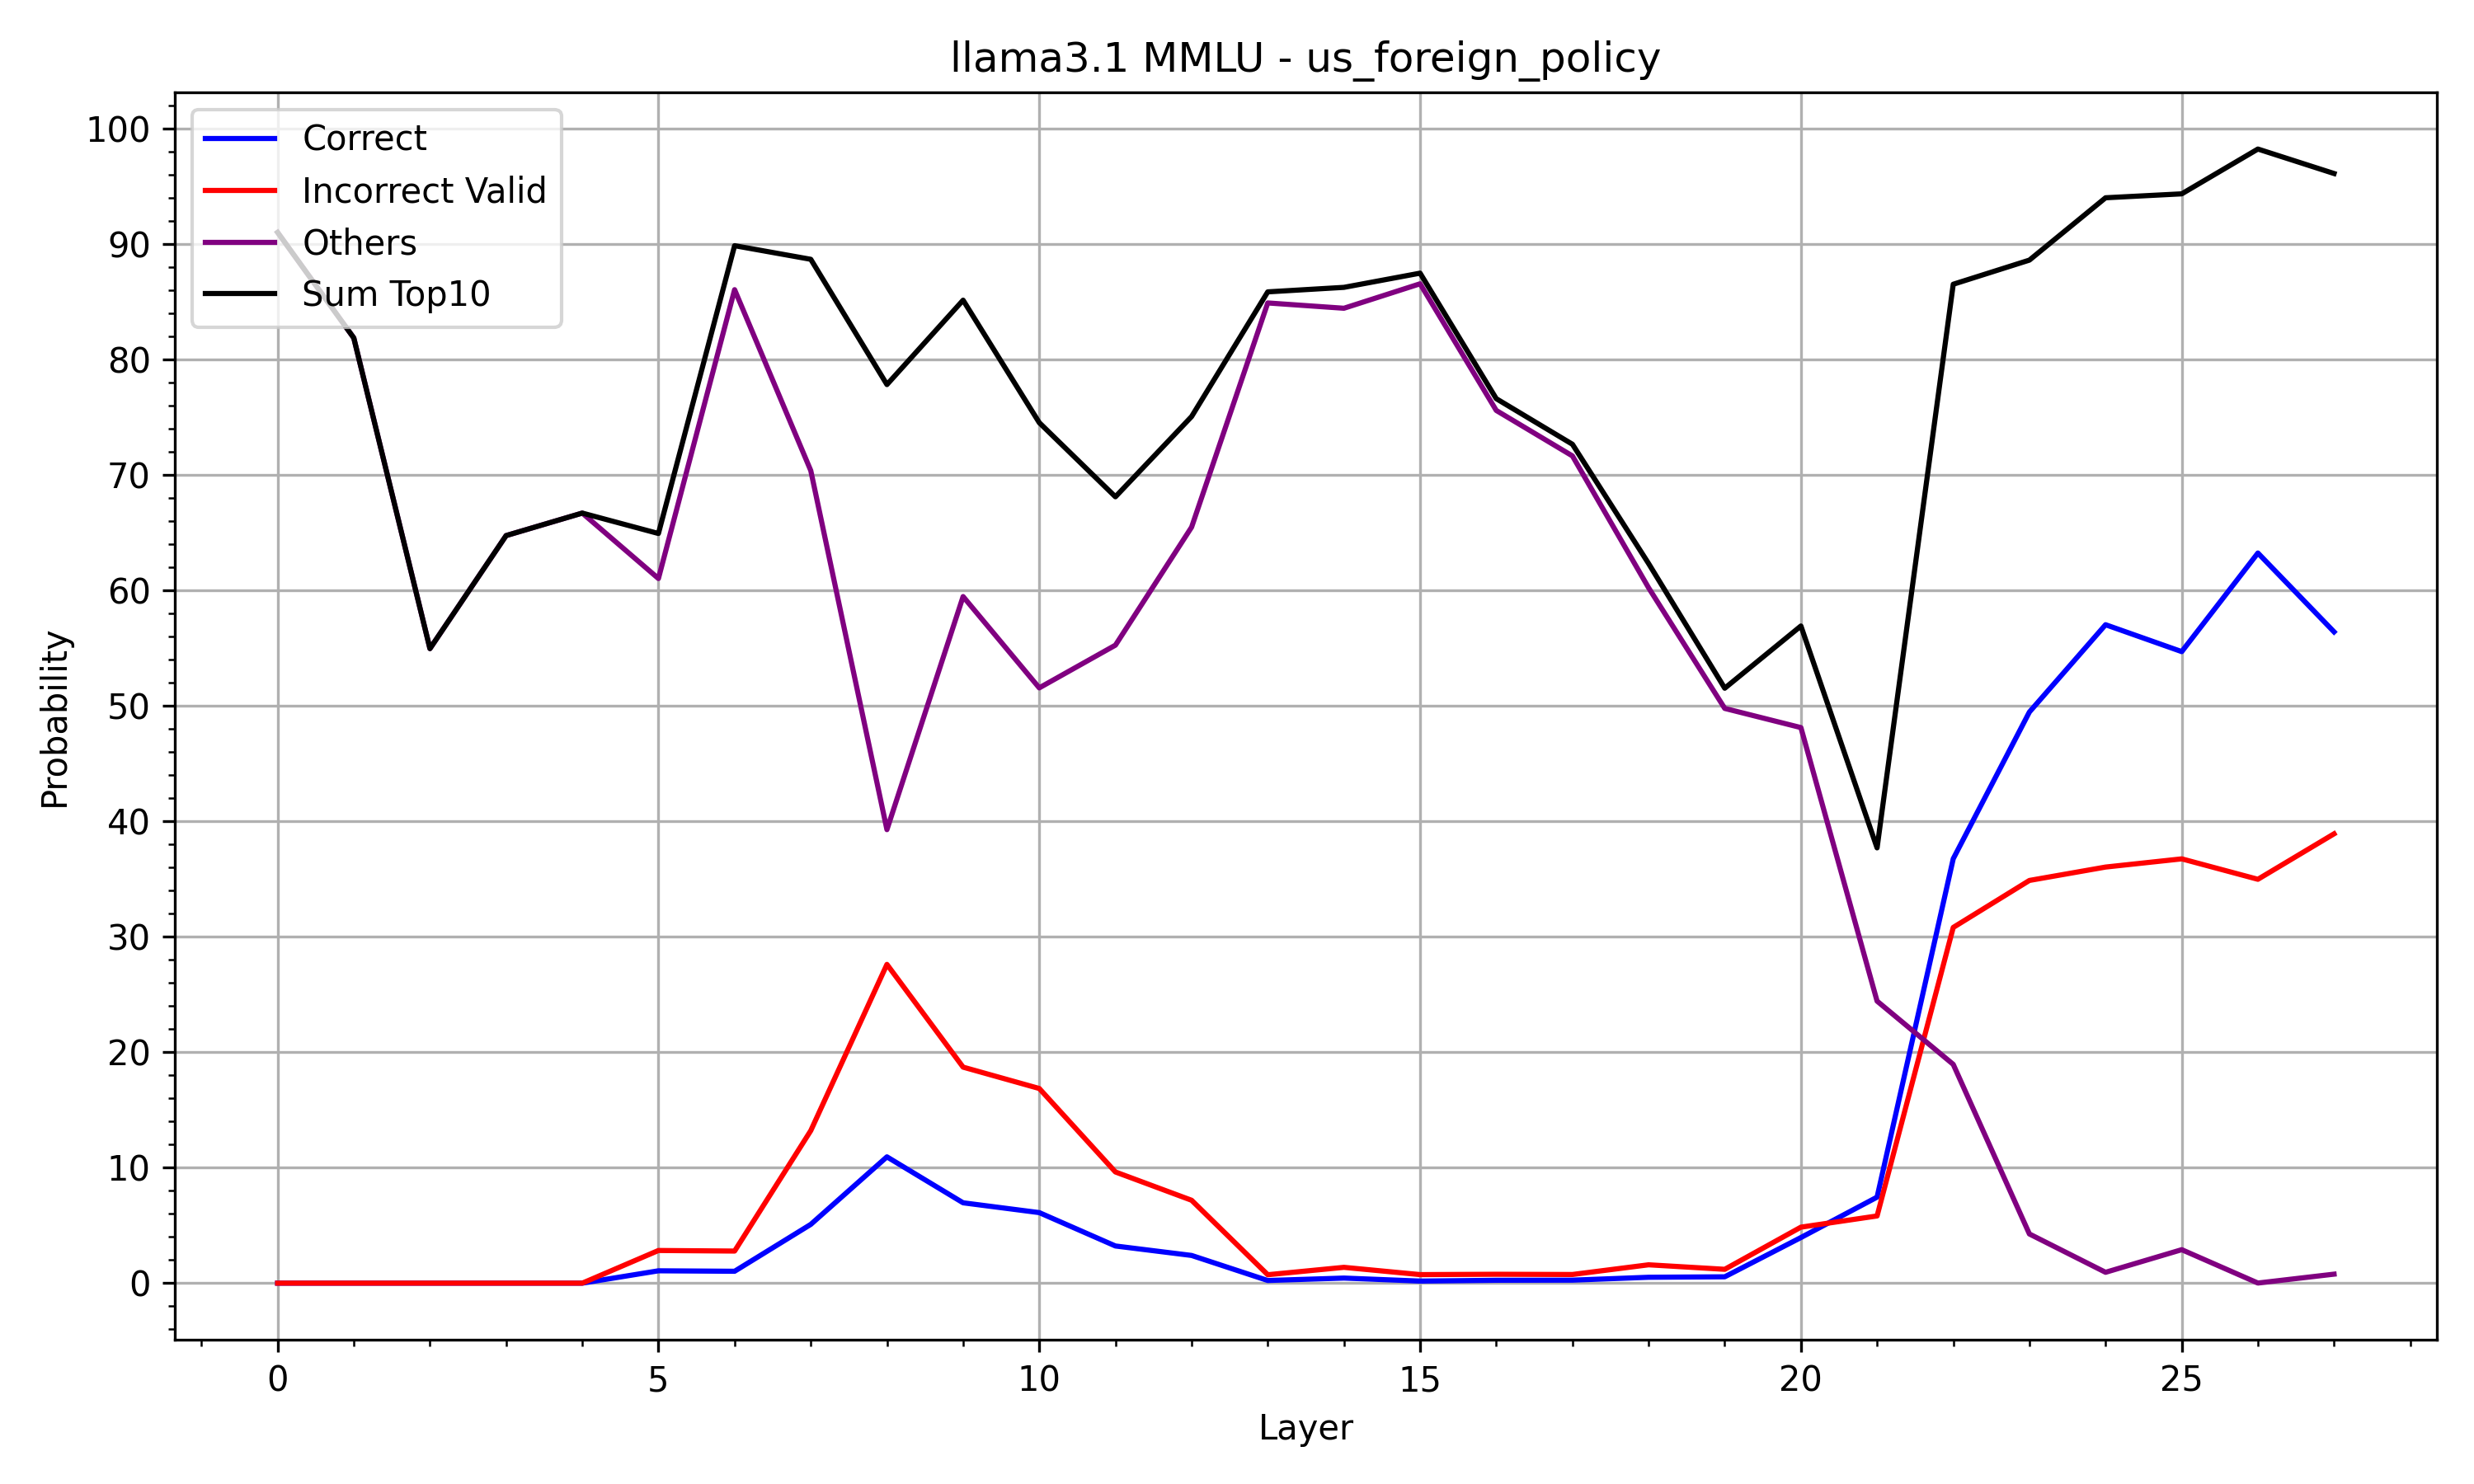 llama3.1 MMLU - us_foreign_policy
Correct
Incorrect Valid
Others
Sum Top10
100
90
80
70
60
50
40
30
20
10
0
Probability
0 5 10 15 20 25
Layer